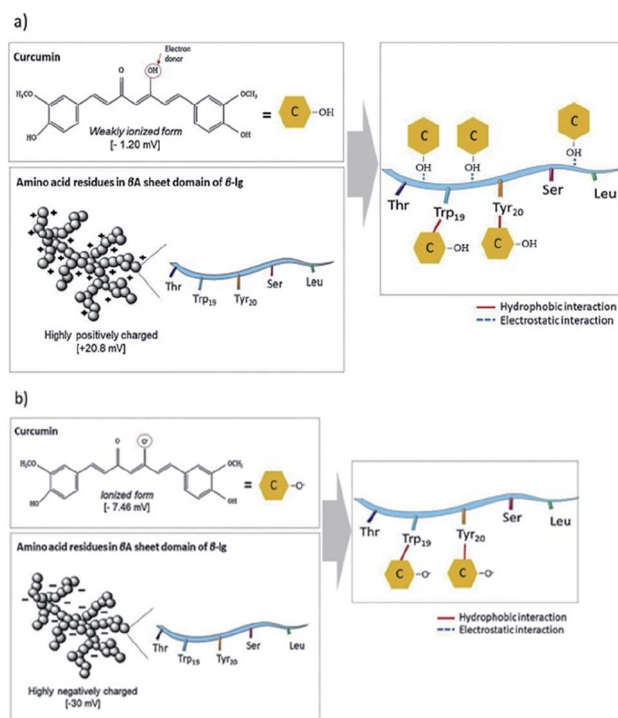 a)
Curcumin
Electron
donor
OH
O
H₃CO
OCH₃
HO
OH
Weakly ionized form
[- 1.20 mV]
=
C
-OH
Amino acid residues in βA sheet domain of β-lg
Highly positively charged
[+20.8 mV]
Thr
Trp₁₉
Tyr₂₀
Ser
Leu
C
C
C
OH
OH
OH
Thr
Trp₁₉
Tyr₂₀
Ser
Leu
C
-OH
C
-OH
Hydrophobic interaction
Electrostatic interaction
b)
Curcumin
O
O⁻
H₃CO
OCH₃
HO
OH
Ionized form
[- 7.46 mV]
=
C
-O⁻
Amino acid residues in βA sheet domain of β-lg
Highly negatively charged
[-30 mV]
Thr
Trp₁₉
Tyr₂₀
Ser
Leu
Thr
Trp₁₉
Tyr₂₀
Ser
Leu
C
-O⁻
C
-O⁻
Hydrophobic interaction
Electrostatic interaction